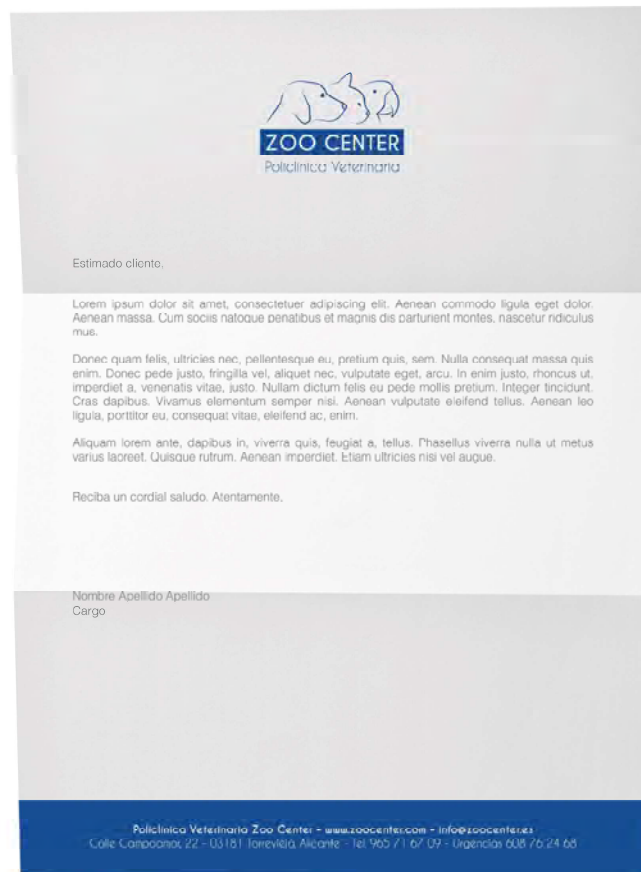 ZOO CENTER
Policlínica Veterinaria
Estimado cliente,
Lorem ipsum dolor sit amet, consectetuer adipiscing elit. Aenean commodo ligula eget dolor.
Aenean massa. Cum sociis natoque penatibus et magnis dis parturient montes, nascetur ridiculus
mus.
Donec quam felis, ultricies nec, pellentesque eu, pretium quis, sem. Nulla consequat massa quis
enim. Donec pede justo, fringilla vel, aliquet nec, vulputate eget, arcu. In enim justo, rhoncus ut,
imperdiet a, venenatis vitae, justo. Nullam dictum felis eu pede mollis pretium. Integer tincidunt.
Cras dapibus. Vivamus elementum semper nisi. Aenean vulputate eleifend tellus. Aenean leo
ligula, porttitor eu, consequat vitae, eleifend ac, enim.
Aliquam lorem ante, dapibus in, viverra quis, feugiat a, tellus. Phasellus viverra nulla ut metus
varius laoreet. Quisque rutrum. Aenean imperdiet. Etiam ultricies nisi vel augue.
Reciba un cordial saludo. Atentamente.
Nombre Apellido Apellido
Cargo
Policlínica Veterinaria Zoo Center - www.zoocenter.com - info@zoocenter.es
Calle Campoamor, 22 - 03181 Torrevieja, Alicante - Tel. 965 71 67 09 - Urgencias 608 76 24 68